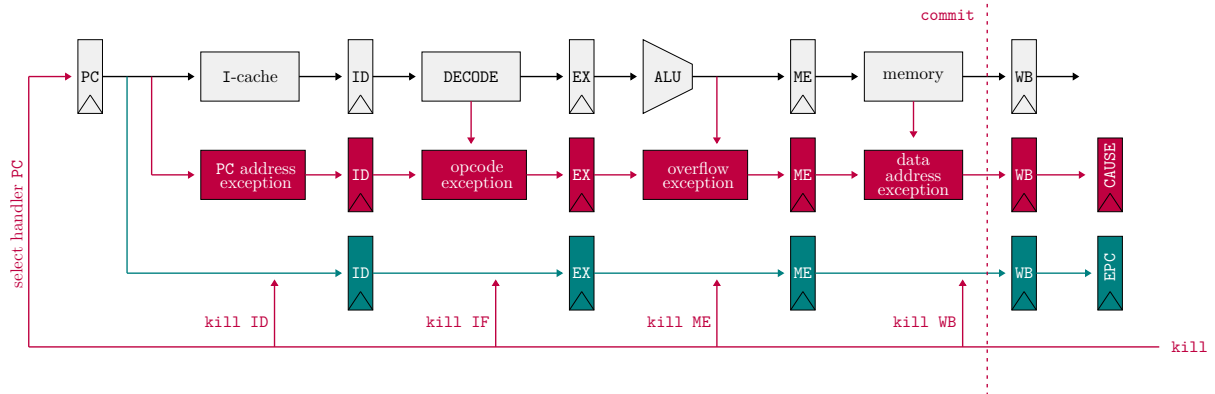 commit
PC
I-cache
ID
DECODE
EX
ALU
ME
memory
WB
select handler PC
PC address
exception
ID
opcode
exception
EX
overflow
exception
ME
data
address
exception
WB
CAUSE
ID
EX
ME
WB
EPC
kill ID
kill IF
kill ME
kill WB
kill